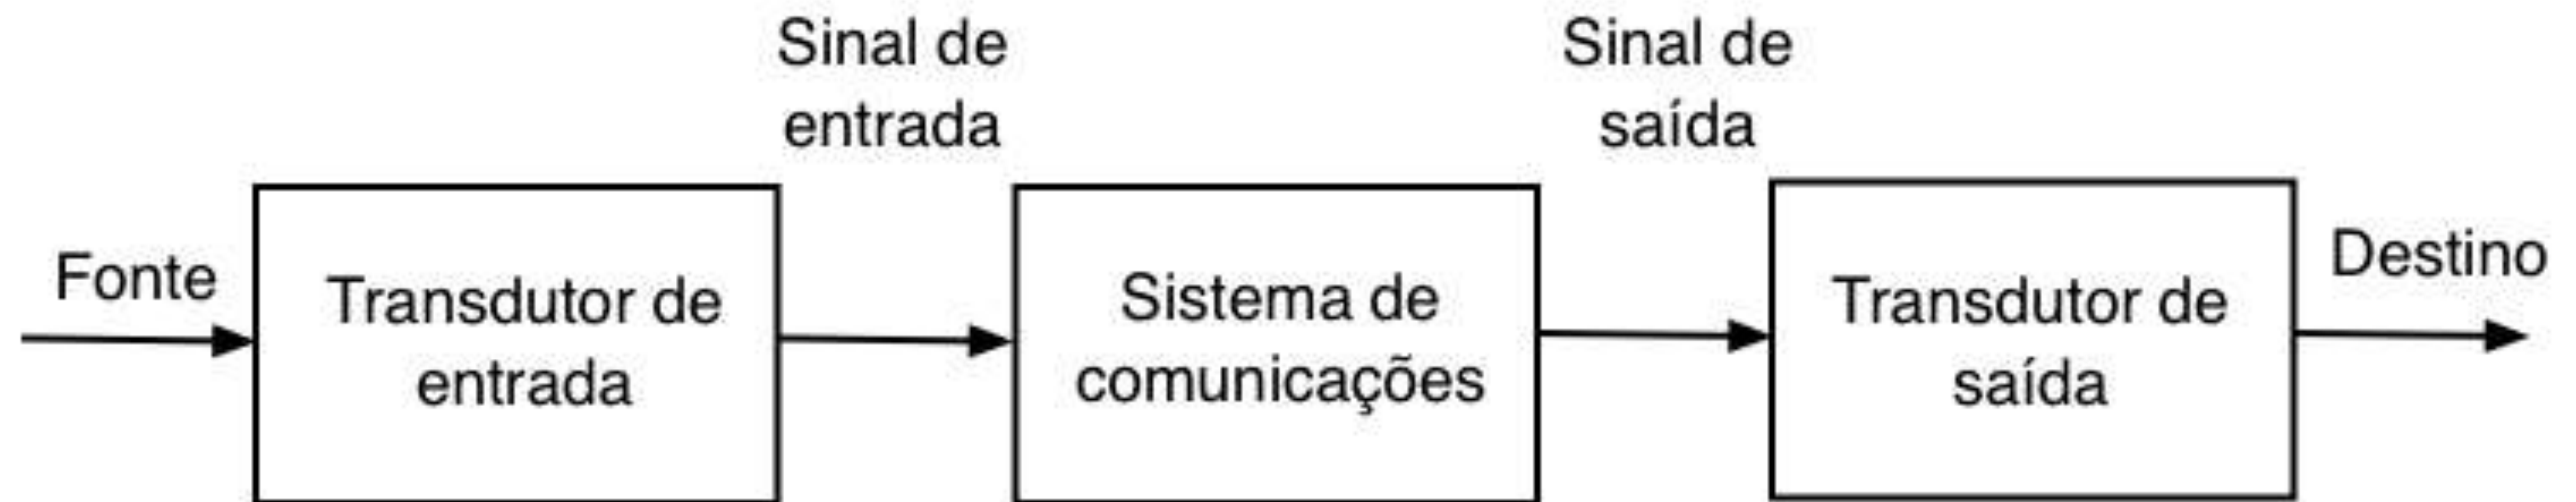 Sinal de
entrada
Sinal de
saída
Fonte
Transdutor de
entrada
Sistema de
comunicações
Transdutor de
saída
Destino